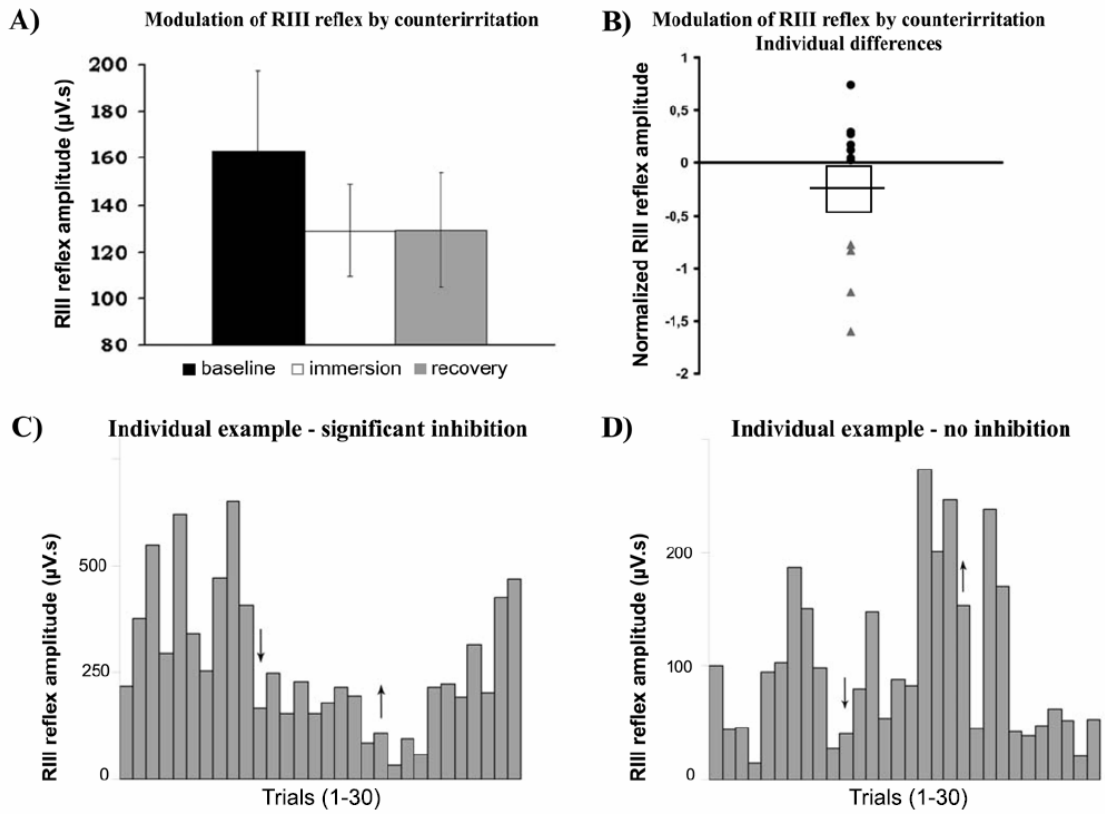 A)
Modulation of RIII reflex by counterirritation
RIII reflex amplitude (µV.s)
200
180
160
140
120
100
80
baseline immersion recovery
B)
Modulation of RIII reflex by counterirritation
Individual differences
Normalized RIII reflex amplitude
1
0,5
0
-0,5
-1
-1,5
-2
C)
Individual example - significant inhibition
RIII reflex amplitude (µV.s)
500
250
0
Trials (1-30)
D)
Individual example - no inhibition
RIII reflex amplitude (µV.s)
200
100
0
Trials (1-30)